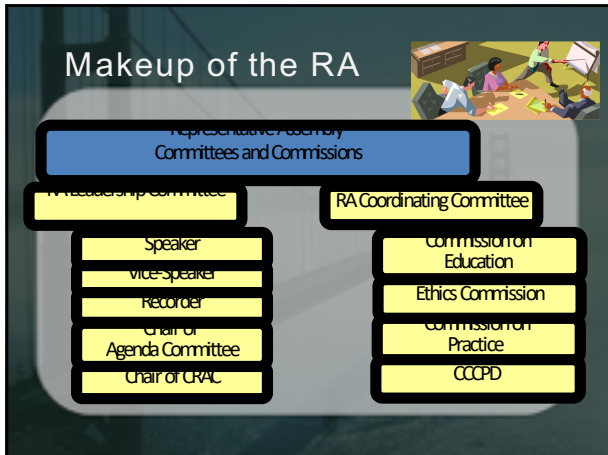 Makeup of the RA
Representative Assembly
Committees and Commissions
RA Leadership Committee
RA Coordinating Committee
Speaker
Vice-Speaker
Recorder
Chair of
Agenda Committee
Chair of CRAC
Commission on
Education
Ethics Commission
Commission on
Practice
CCCPD